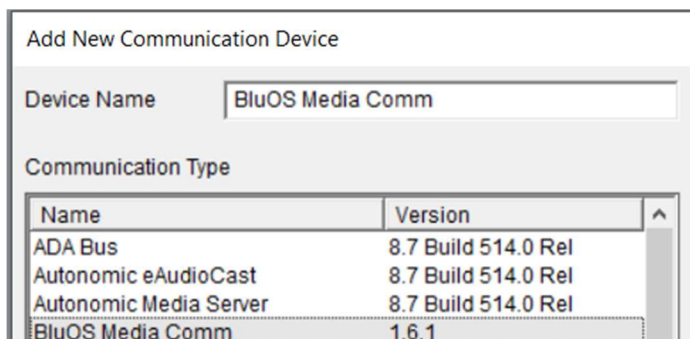 Add New Communication Device
Device Name BluOS Media Comm
Communication Type
Name Version
ADA Bus 8.7 Build 514.0 Rel
Autonomic eAudioCast 8.7 Build 514.0 Rel
Autonomic Media Server 8.7 Build 514.0 Rel
BluOS Media Comm 1.6.1